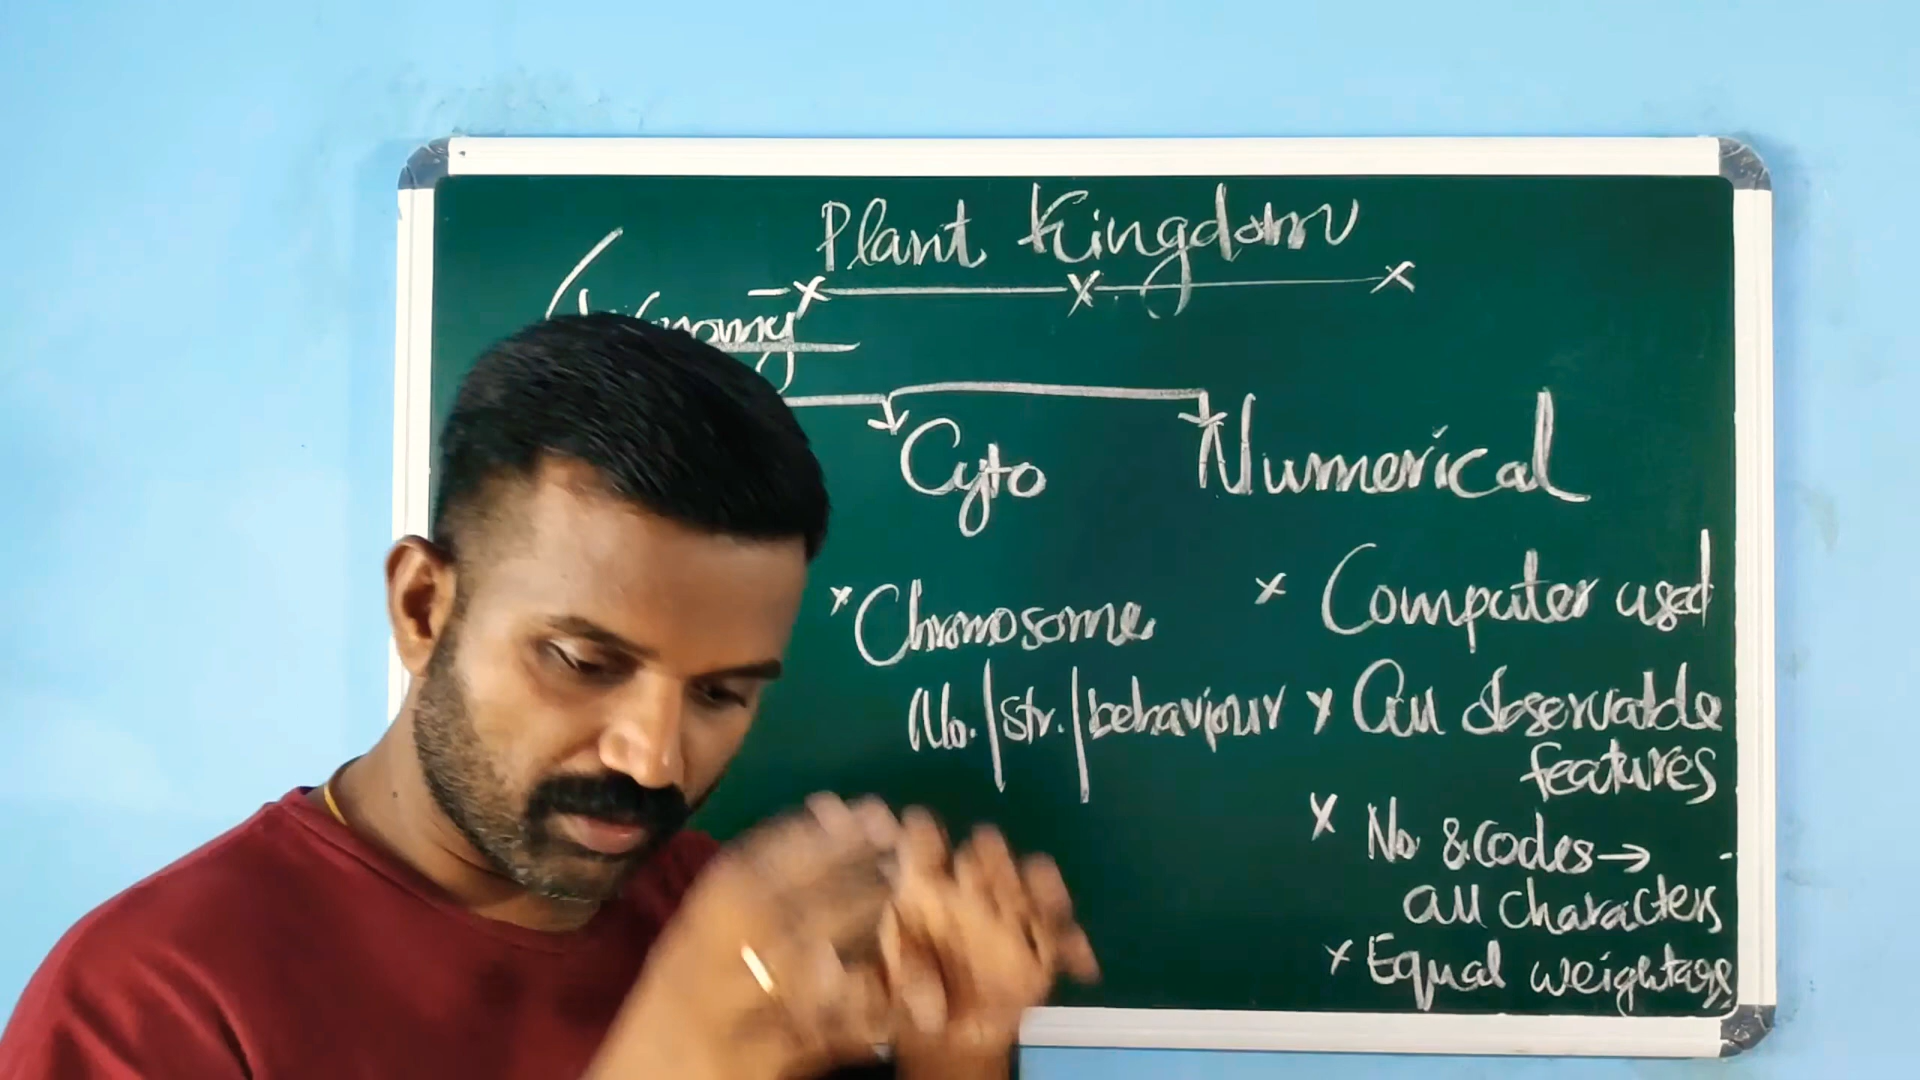 Plant Kingdom
Cyto
Numerical
x Chromosome
No. | str. | behaviour
x Computer used
x all observable
features
x No & codes →
all characters
x Equal weightage